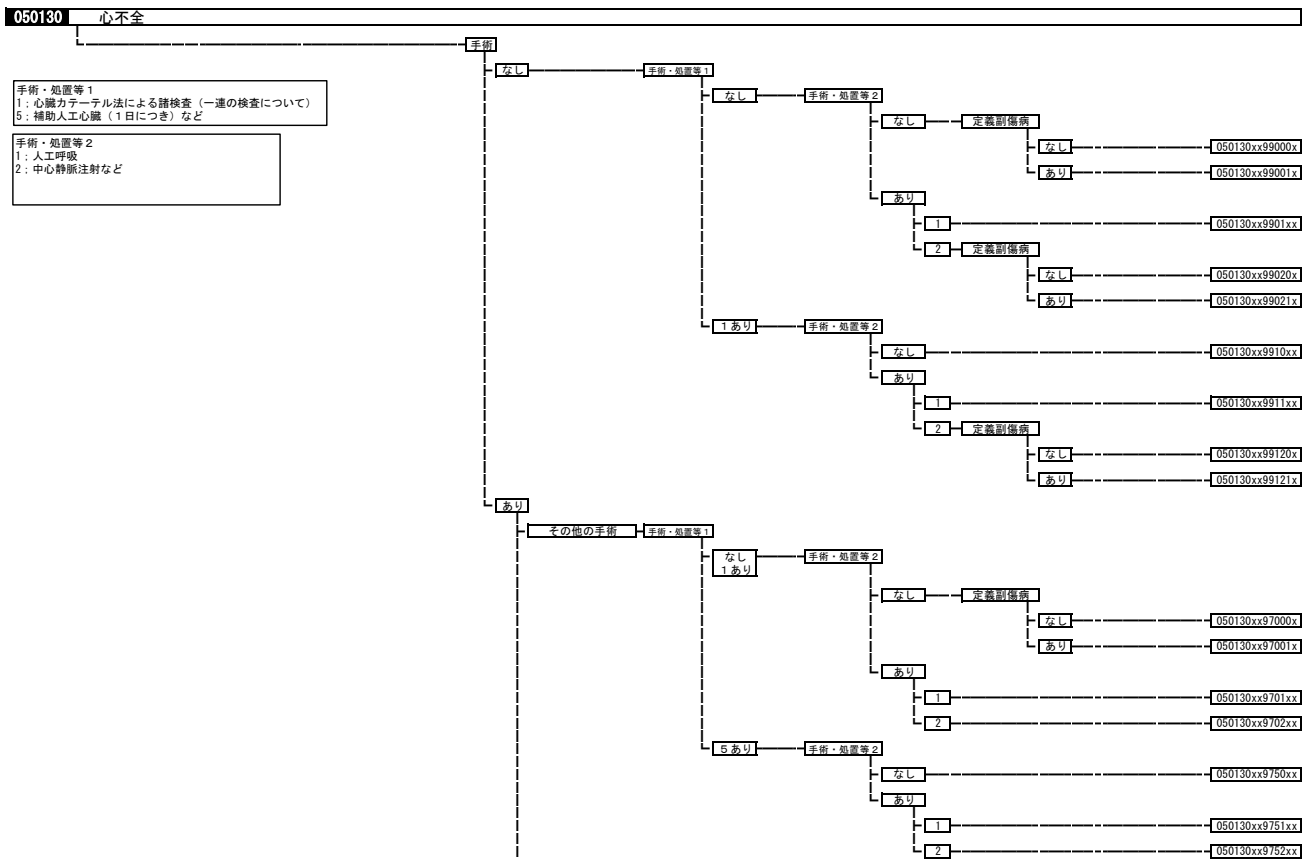 050130 心不全
手術
なし 手術・処置等1
手術・処置等1
1；心臓カテーテル法による諸検査（一連の検査について）
5；補助人工心臓（1日につき）など
手術・処置等2
1；人工呼吸
2；中心静脈注射など
なし 手術・処置等2
なし 定義副傷病
なし 050130xx99000x
あり 050130xx99001x
あり
1 050130xx9901xx
2 定義副傷病
なし 050130xx99020x
あり 050130xx99021x
1あり 手術・処置等2
なし 050130xx9910xx
あり
1 050130xx9911xx
2 定義副傷病
なし 050130xx99120x
あり 050130xx99121x
あり
その他の手術 手術・処置等1
なし 手術・処置等2
1あり
なし 定義副傷病
なし 050130xx97000x
あり 050130xx97001x
あり
1 050130xx9701xx
2 050130xx9702xx
5あり 手術・処置等2
なし 050130xx9750xx
あり
1 050130xx9751xx
2 050130xx9752xx